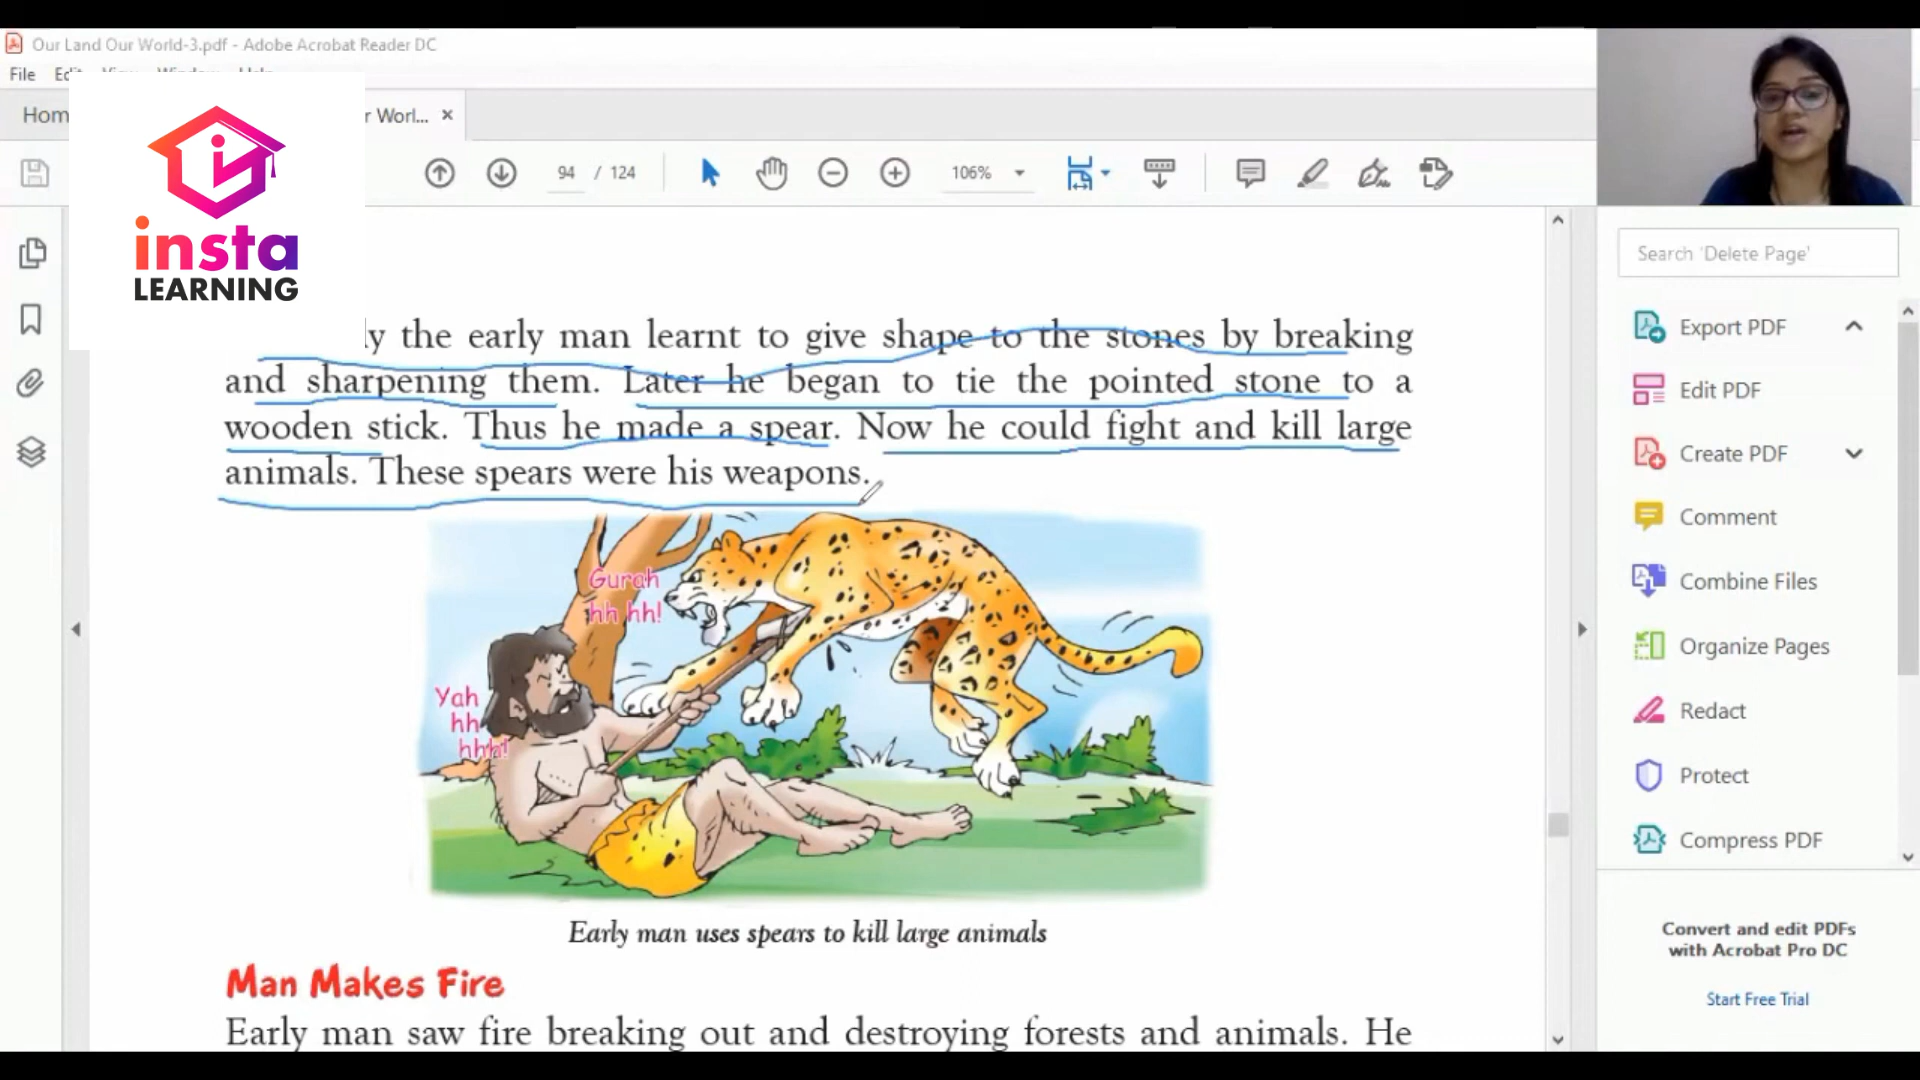 Our Land Our World-3.pdf - Adobe Acrobat Reader DC
File
Hom
r Worl...
94 / 124
106%
insta
LEARNING
Search 'Delete Page'
Export PDF
Edit PDF
Create PDF
Comment
Combine Files
Organize Pages
Redact
Protect
Compress PDF
Convert and edit PDFs
with Acrobat Pro DC
Start Free Trial
ly the early man learnt to give shape to the stones by breaking
and sharpening them. Later he began to tie the pointed stone to a
wooden stick. Thus he made a spear. Now he could fight and kill large
animals. These spears were his weapons.
Gurah
hh hh!
Yah
hh
hhh!
Early man uses spears to kill large animals
Man Makes Fire
Early man saw fire breaking out and destroying forests and animals. He